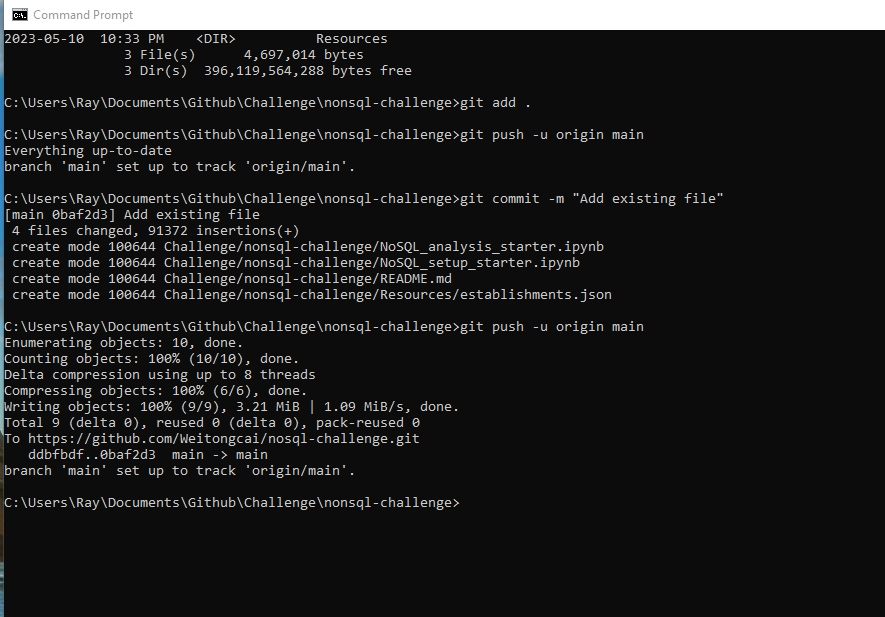 Command Prompt
2023-05-10  10:33 PM    <DIR>          Resources
               3 File(s)      4,697,014 bytes
               3 Dir(s)  396,119,564,288 bytes free
C:\Users\Ray\Documents\Github\Challenge\nonsql-challenge>git add .
C:\Users\Ray\Documents\Github\Challenge\nonsql-challenge>git push -u origin main
Everything up-to-date
branch 'main' set up to track 'origin/main'.
C:\Users\Ray\Documents\Github\Challenge\nonsql-challenge>git commit -m "Add existing file"
[main 0baf2d3] Add existing file
 4 files changed, 91372 insertions(+)
 create mode 100644 Challenge/nonsql-challenge/NoSQL_analysis_starter.ipynb
 create mode 100644 Challenge/nonsql-challenge/NoSQL_setup_starter.ipynb
 create mode 100644 Challenge/nonsql-challenge/README.md
 create mode 100644 Challenge/nonsql-challenge/Resources/establishments.json
C:\Users\Ray\Documents\Github\Challenge\nonsql-challenge>git push -u origin main
Enumerating objects: 10, done.
Counting objects: 100% (10/10), done.
Delta compression using up to 8 threads
Compressing objects: 100% (6/6), done.
Writing objects: 100% (9/9), 3.21 MiB | 1.09 MiB/s, done.
Total 9 (delta 0), reused 0 (delta 0), pack-reused 0
To https://github.com/Weitongcai/nosql-challenge.git
   ddbfbdf..0baf2d3  main -> main
branch 'main' set up to track 'origin/main'.
C:\Users\Ray\Documents\Github\Challenge\nonsql-challenge>